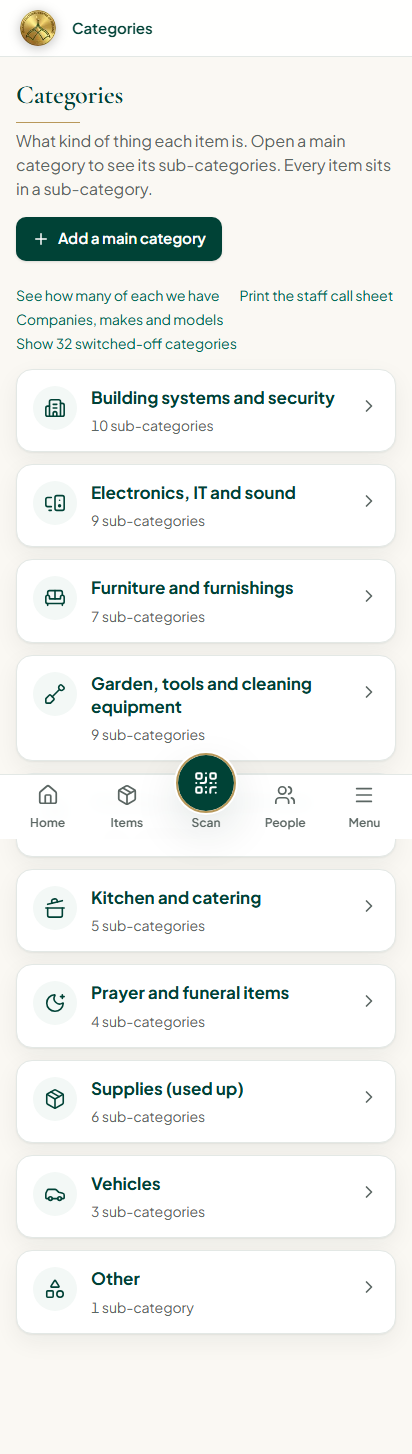 Categories
Categories
What kind of thing each item is. Open a main
category to see its sub-categories. Every item sits
in a sub-category.
Add a main category
See how many of each we have
Print the staff call sheet
Companies, makes and models
Show 32 switched-off categories
Building systems and security
10 sub-categories
Electronics, IT and sound
9 sub-categories
Furniture and furnishings
7 sub-categories
Garden, tools and cleaning
equipment
9 sub-categories
Home
Items
Scan
People
Menu
Kitchen and catering
5 sub-categories
Prayer and funeral items
4 sub-categories
Supplies (used up)
6 sub-categories
Vehicles
3 sub-categories
Other
1 sub-category